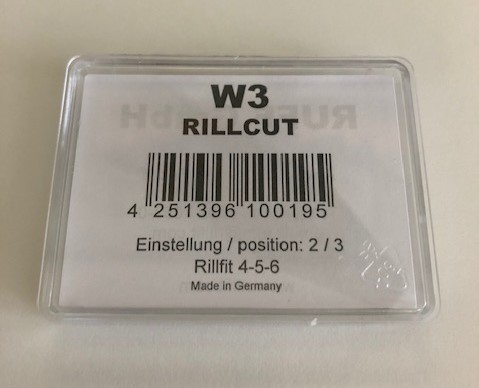 W3
RILLCUT
4 251396 100195
Einstellung / position: 2 / 3
Rillfit 4-5-6
Made in Germany